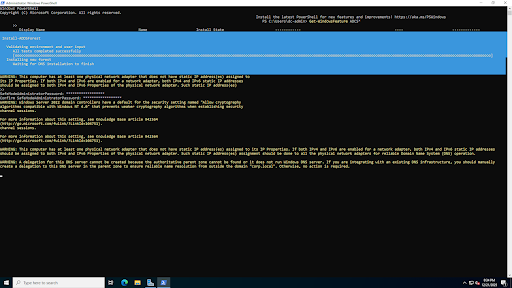 Administrator: Windows PowerShell
Windows PowerShell
Copyright (C) Microsoft Corporation. All rights reserved.
Install the latest PowerShell for new features and improvements! https://aka.ms/PSWindows
PS C:\Users\dc-admin> Get-WindowsFeature *AD*
>>
Display Name Name Install State
Install-ADDSForest
Validating environment and user input
All tests completed successfully
Installing new forest
Waiting for DNS installation to finish
WARNING: This computer has at least one physical network adapter that does not have static IP address(es) assigned to
its IP Properties. If both IPv4 and IPv6 are enabled for a network adapter, both IPv4 and IPv6 static IP addresses
should be assigned to both IPv4 and IPv6 Properties of the physical network adapter. Such static IP address(es)
SafeModeAdministratorPassword: ******************
Confirm SafeModeAdministratorPassword: ******************
WARNING: Windows Server 2022 domain controllers have a default for the security setting named "Allow cryptography
algorithms compatible with Windows NT 4.0" that prevents weaker cryptography algorithms when establishing security
channel sessions.
For more information about this setting, see Knowledge Base article 942564
(http://go.microsoft.com/fwlink/?LinkId=104751).
channel sessions.
For more information about this setting, see Knowledge Base article 942564
(http://go.microsoft.com/fwlink/?LinkId=104751).
WARNING: This computer has at least one physical network adapter that does not have static IP address(es) assigned to its IP Properties. If both IPv4 and IPv6 are enabled for a network adapter, both IPv4 and IPv6 static IP addresses
should be assigned to both IPv4 and IPv6 Properties of the physical network adapter. Such static IP address(es) assignment should be done to all the physical network adapters for reliable Domain Name System (DNS) operation.
WARNING: A delegation for this DNS server cannot be created because the authoritative parent zone cannot be found or it does not run Windows DNS server. If you are integrating with an existing DNS infrastructure, you should manually
create a delegation to this DNS server in the parent zone to ensure reliable name resolution from outside the domain "corp.local". Otherwise, no action is required.
Type here to search